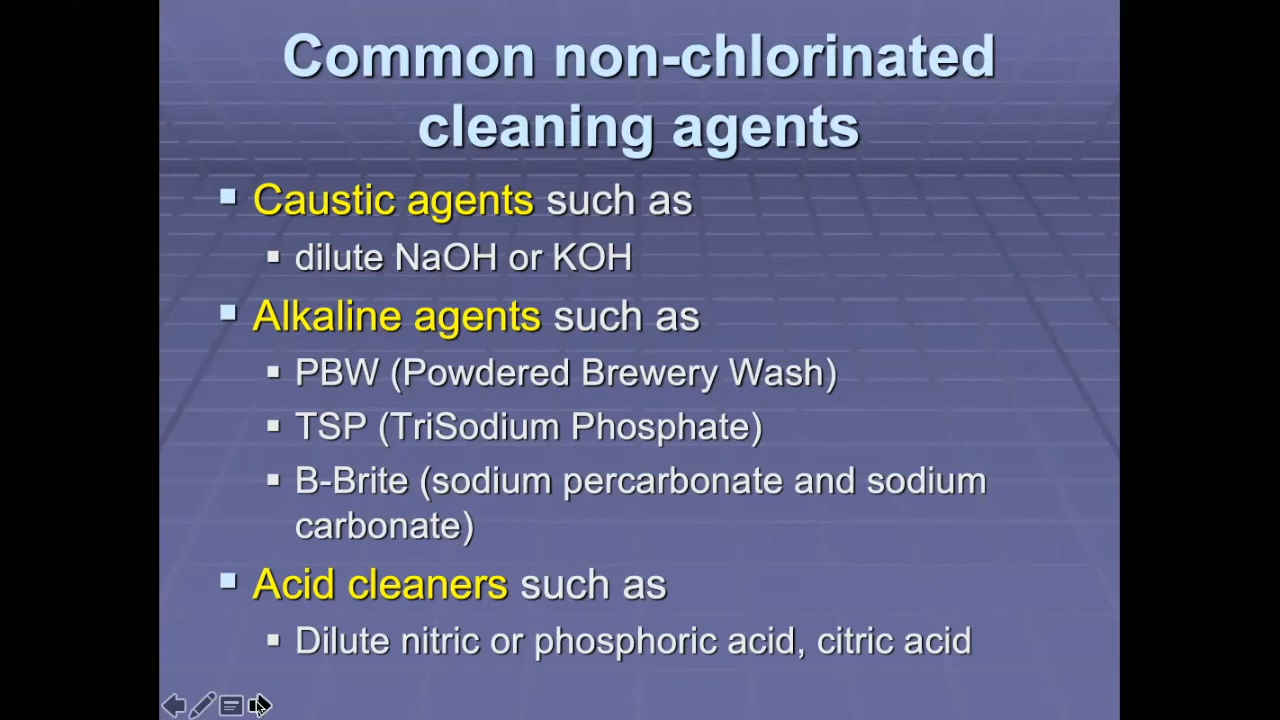 Common non-chlorinated
cleaning agents
Caustic agents such as
dilute NaOH or KOH
Alkaline agents such as
PBW (Powdered Brewery Wash)
TSP (TriSodium Phosphate)
B-Brite (sodium percarbonate and sodium
carbonate)
Acid cleaners such as
Dilute nitric or phosphoric acid, citric acid